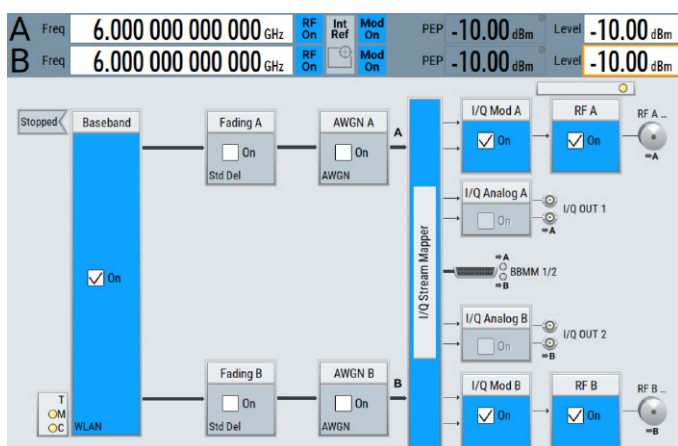 A Freq 6.000 000 000 000 GHz RF On Int Ref Mod On PEP -10.00 dBm Level -10.00 dBm
B Freq 6.000 000 000 000 GHz RF On Mod On PEP -10.00 dBm Level -10.00 dBm
Stopped
Baseband
On
T
M
C
WLAN
Fading A
On
Std Del
AWGN A
On
AWGN
A
Fading B
On
Std Del
AWGN B
On
AWGN
B
I/Q Stream Mapper
I/Q Mod A
On
RF A
On
RF A ...
⇒A
I/Q Analog A
On
I/Q OUT 1
⇒A
⇒A
BBMM 1/2
⇒B
I/Q Analog B
On
I/Q OUT 2
⇒B
I/Q Mod B
On
RF B
On
RF B ...
⇒B